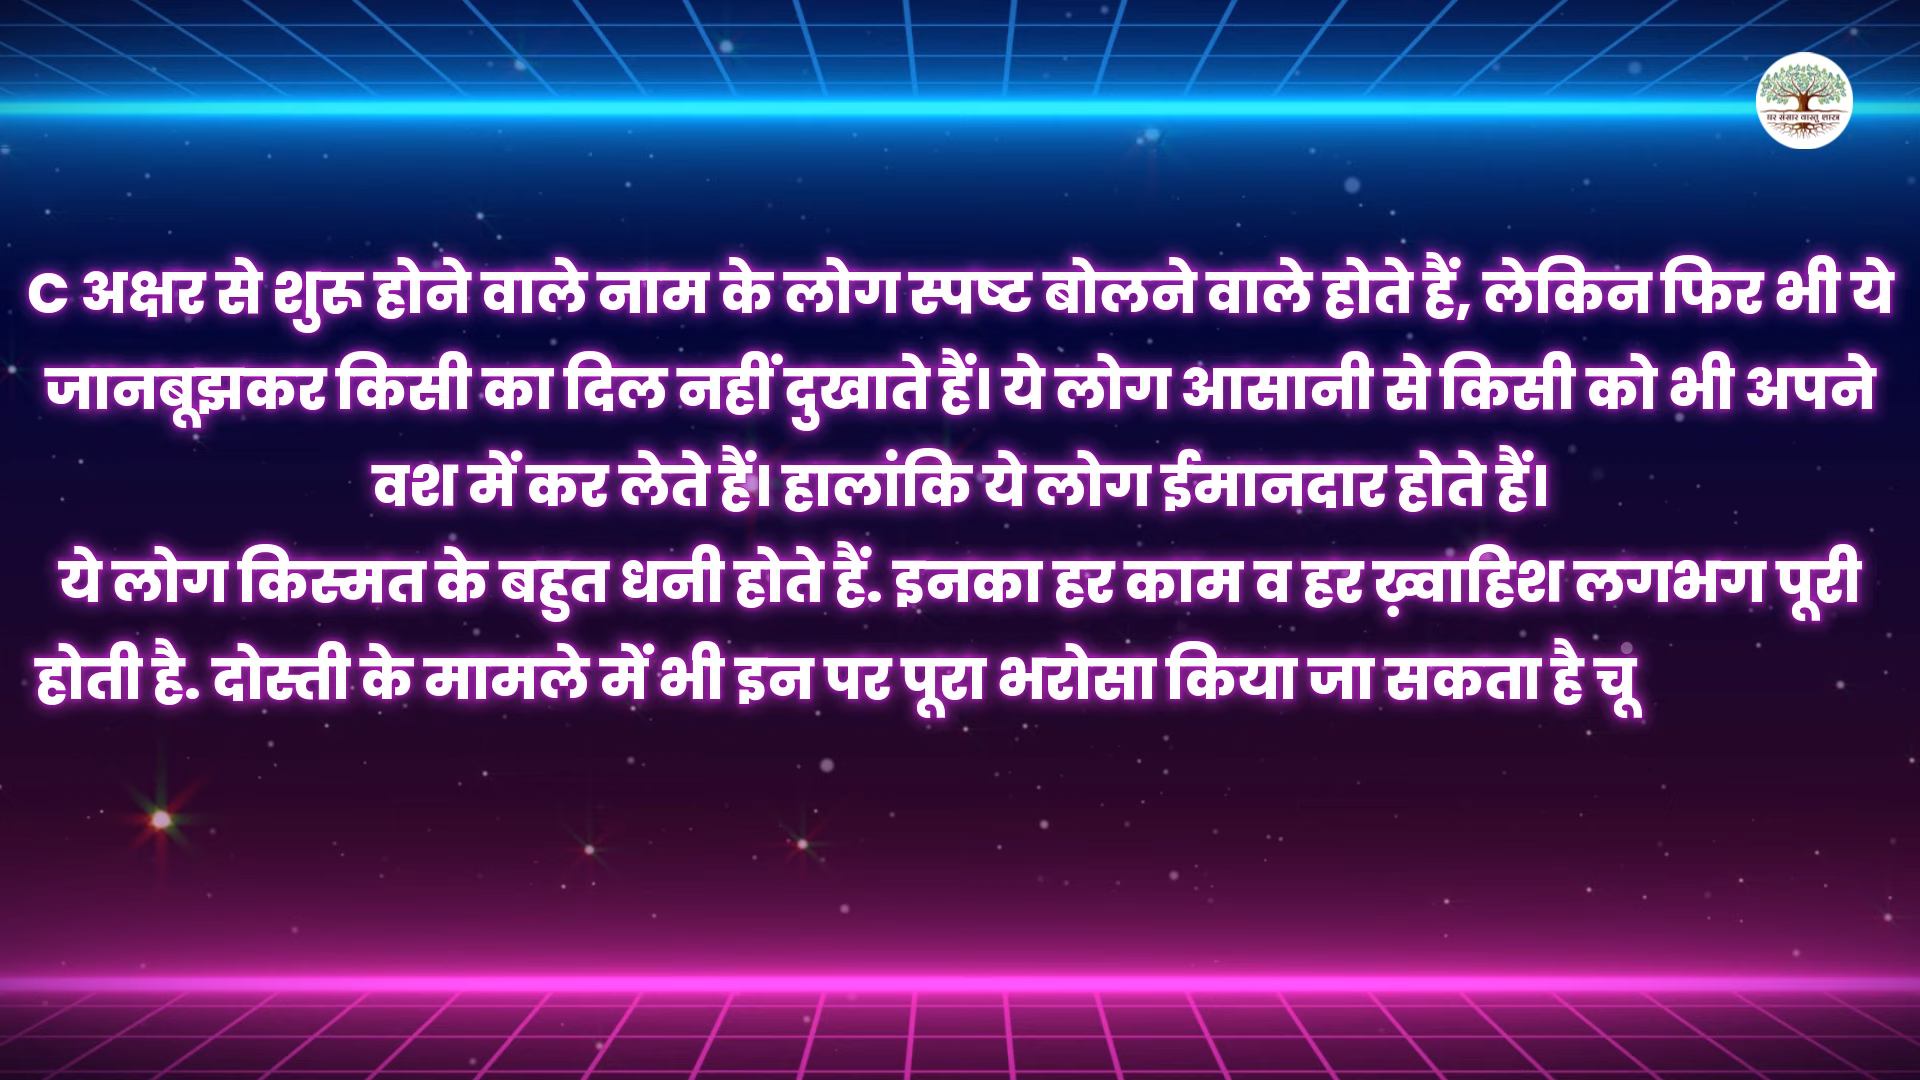 घर संसार वास्तु शास्त्र
C अक्षर से शुरू होने वाले नाम के लोग स्पष्ट बोलने वाले होते हैं, लेकिन फिर भी ये
जानबूझकर किसी का दिल नहीं दुखाते हैं। ये लोग आसानी से किसी को भी अपने
वश में कर लेते हैं। हालांकि ये लोग ईमानदार होते हैं।
ये लोग किस्मत के बहुत धनी होते हैं. इनका हर काम व हर ख़्वाहिश लगभग पूरी
होती है. दोस्ती के मामले में भी इन पर पूरा भरोसा किया जा सकता है चू